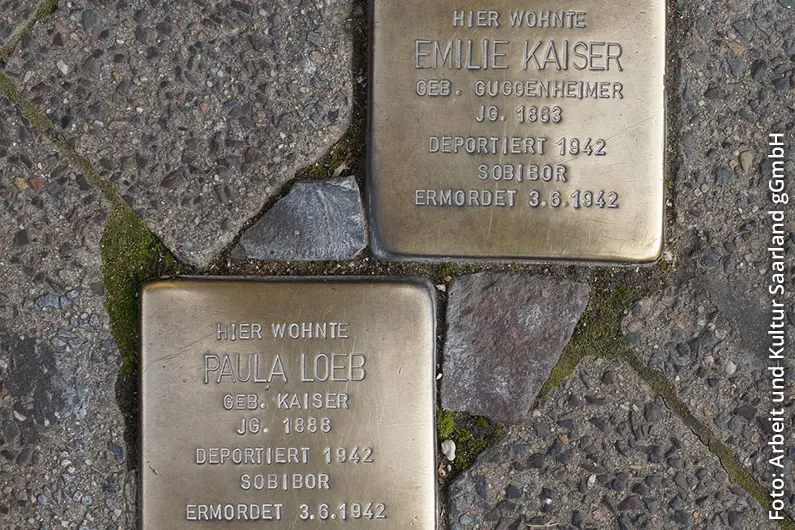 HIER WOHNTE
EMILIE KAISER
GEB. GUGGENHEIMER
JG. 1863
DEPORTIERT 1942
SOBIBOR
ERMORDET 3.6.1942
HIER WOHNTE
PAULA LOEB
GEB. KAISER
JG. 1888
DEPORTIERT 1942
SOBIBOR
ERMORDET 3.6.1942
Foto: Arbeit und Kultur Saarland gGmbH